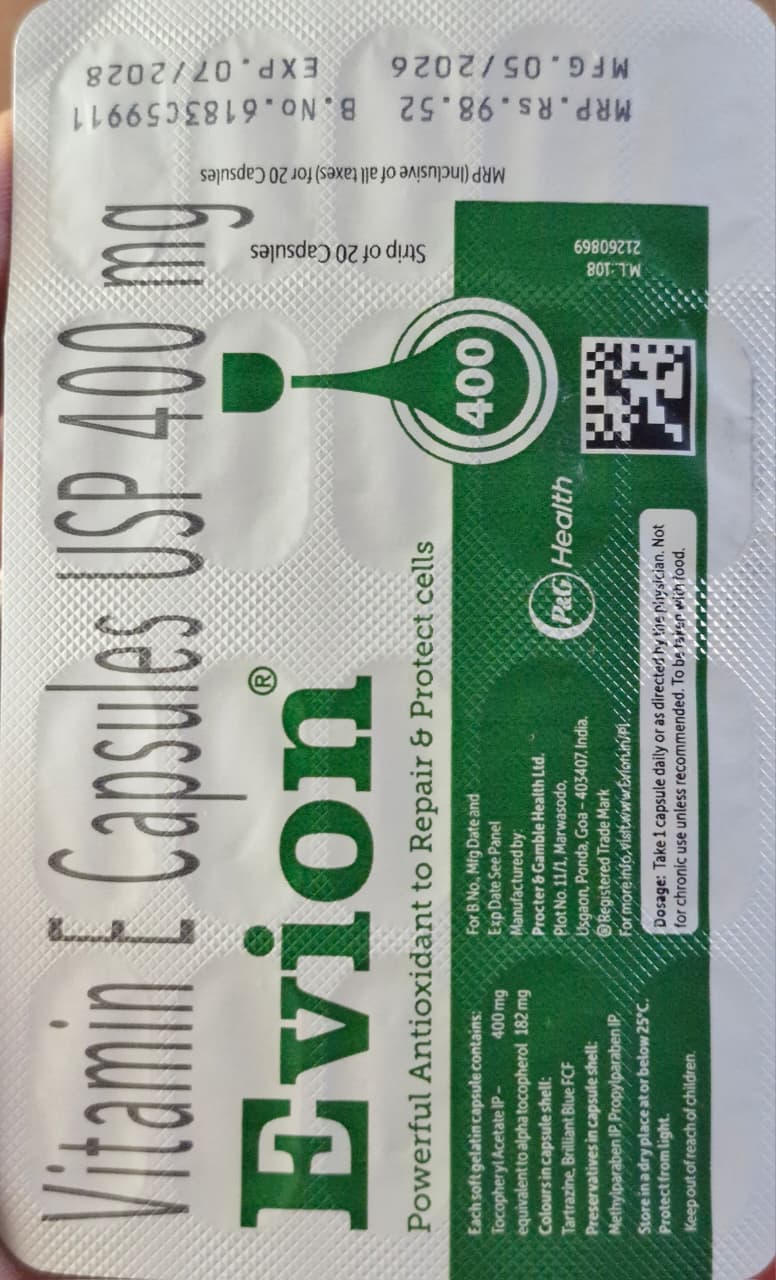 Vitamin E Capsules USP 400 mg
Evion®
Powerful Antioxidant to Repair & Protect cells
400
Each soft gelatin capsule contains:
Tocopheryl Acetate IP - 400 mg
equivalent to alpha tocopherol 182 mg
Colours in capsule shell:
Tartrazine, Brilliant Blue FCF
Preservatives in capsule shell:
Methylparaben IP, Propylparaben IP
Store in a dry place at or below 25°C.
Protect from light.
Keep out of reach of children.
For B No., Mfg Date and
Exp Date See Panel
Manufactured by
Procter & Gamble Health Ltd.
Plot No. 11/1, Marwasodo,
Usgaon, Ponda, Goa - 403407, India.
® Registered Trade Mark
For more info, visit www.Evion.in/pi
Dosage: Take 1 capsule daily or as directed by the physician. Not
for chronic use unless recommended. To be taken with food.
P&G Health
M.L.:108
21260869
Strip of 20 Capsules
MRP (Inclusive of all taxes) for 20 Capsules
MRP.Rs.98.52 B.No.6183C59911
MFG.05/2026 EXP.07/2028